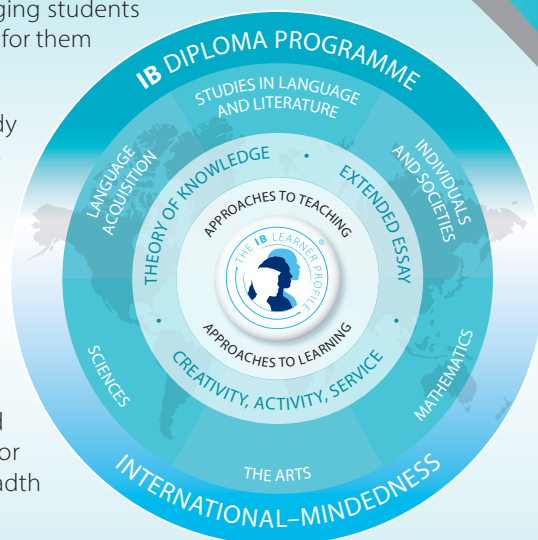 ging students
for them
dy
d
or
adth
IB DIPLOMA PROGRAMME
STUDIES IN LANGUAGE
AND LITERATURE
LANGUAGE
ACQUISITION
INDIVIDUALS
AND SOCIETIES
THEORY OF KNOWLEDGE
EXTENDED ESSAY
APPROACHES TO TEACHING
THE IB LEARNER PROFILE
®
APPROACHES TO LEARNING
CREATIVITY, ACTIVITY, SERVICE
SCIENCES
MATHEMATICS
THE ARTS
INTERNATIONAL–MINDEDNESS